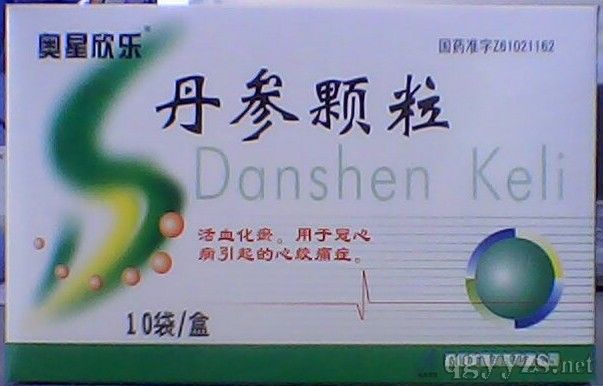 奥星欣乐
国药准字Z61021162
丹参颗粒
Danshen Keli
活血化瘀。用于冠心
病引起的心绞痛症。
10袋/盒
qgyyzs.net